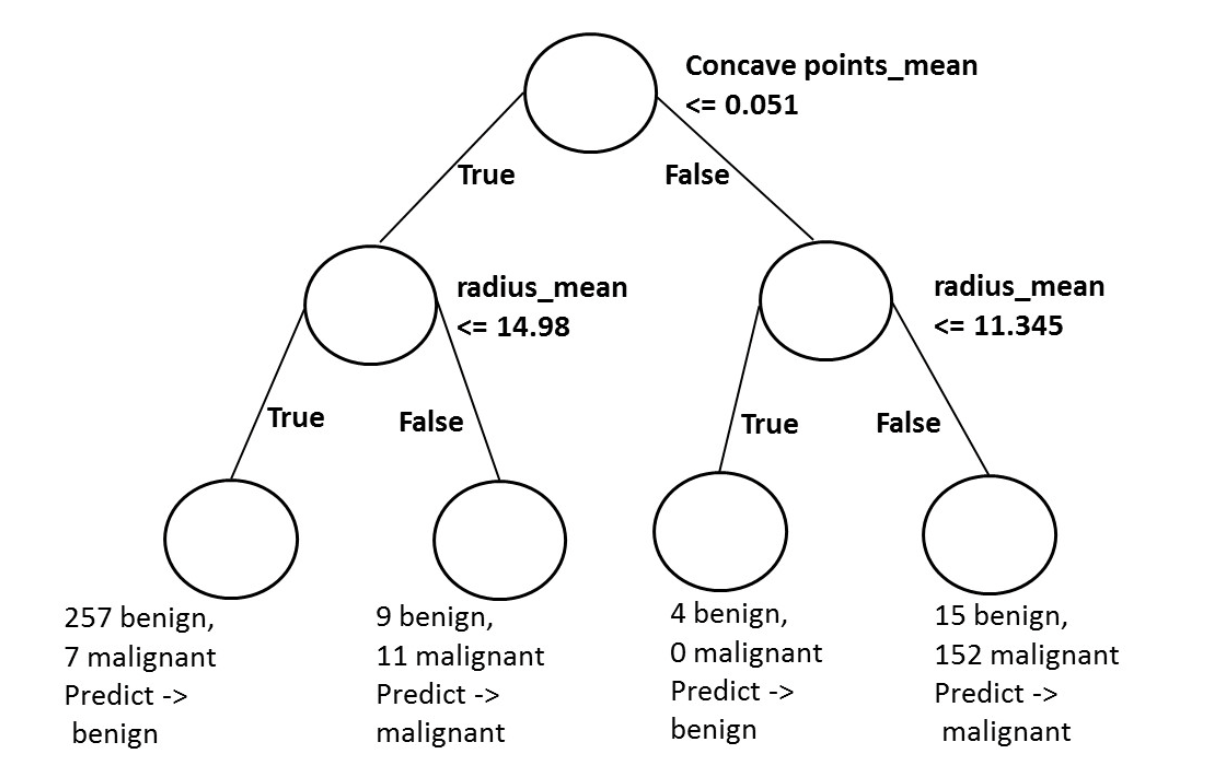 Concave points_mean
<= 0.051
True
False
radius_mean
<= 14.98
radius_mean
<= 11.345
True
False
True
False
257 benign,
7 malignant
Predict ->
benign
9 benign,
11 malignant
Predict ->
malignant
4 benign,
0 malignant
Predict ->
benign
15 benign,
152 malignant
Predict ->
malignant